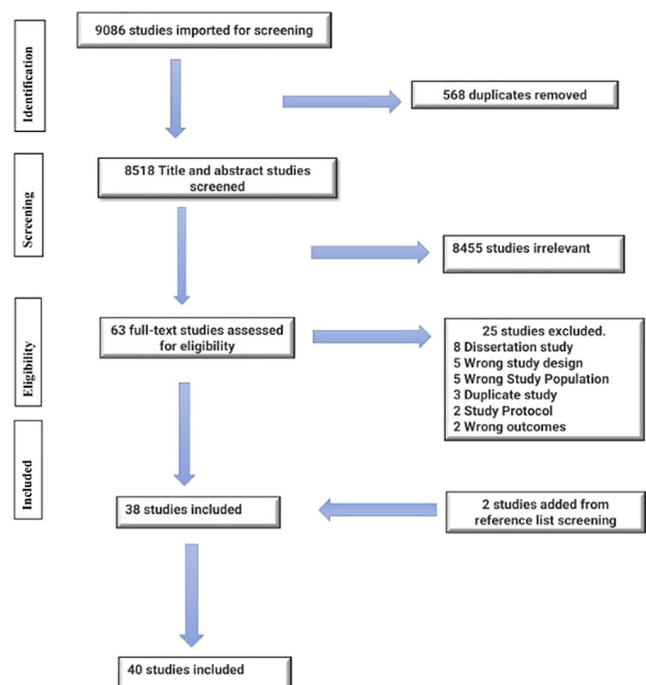 9086 studies imported for screening
Identification
568 duplicates removed
8518 Title and abstract studies
screened
Screening
8455 studies irrelevant
63 full-text studies assessed
for eligibility
Eligibility
25 studies excluded.
8 Dissertation study
5 Wrong study design
5 Wrong Study Population
3 Duplicate study
2 Study Protocol
2 Wrong outcomes
Included
38 studies included
2 studies added from
reference list screening
40 studies included